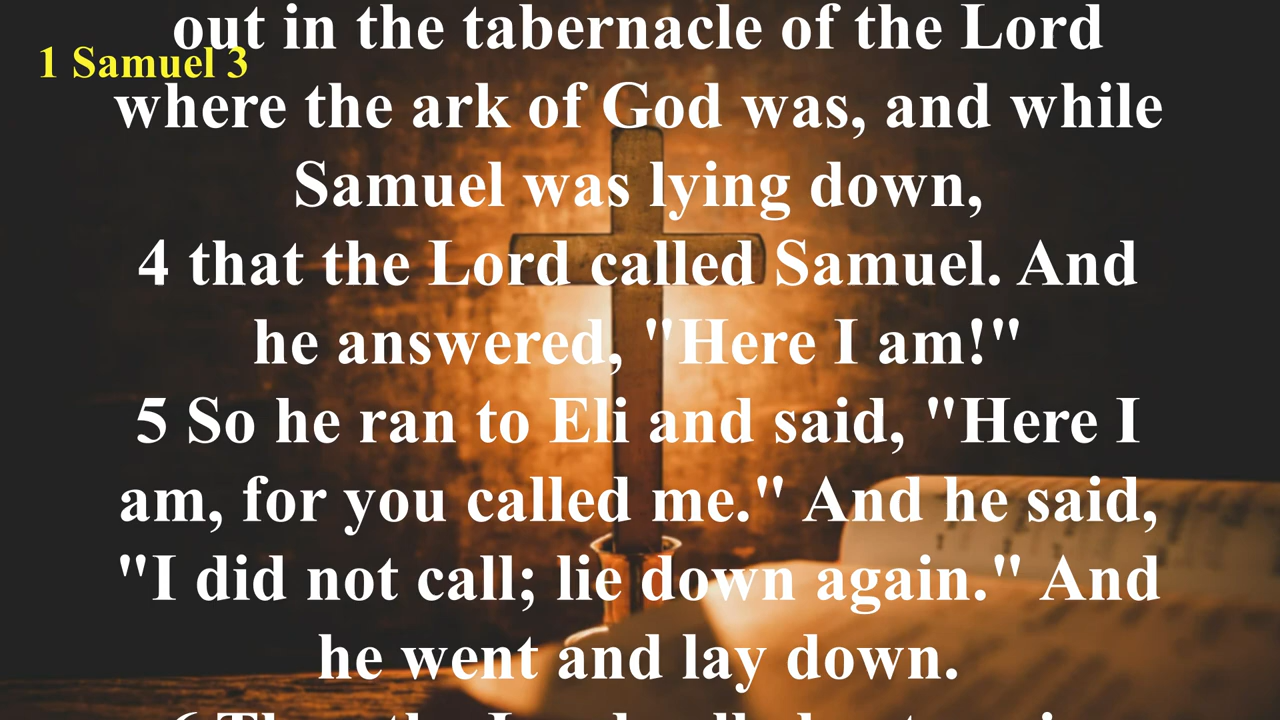 out in the tabernacle of the Lord
1 Samuel 3
where the ark of God was, and while
Samuel was lying down,
4 that the Lord called Samuel. And
he answered, "Here I am!"
5 So he ran to Eli and said, "Here I
am, for you called me." And he said,
"I did not call; lie down again." And
he went and lay down.